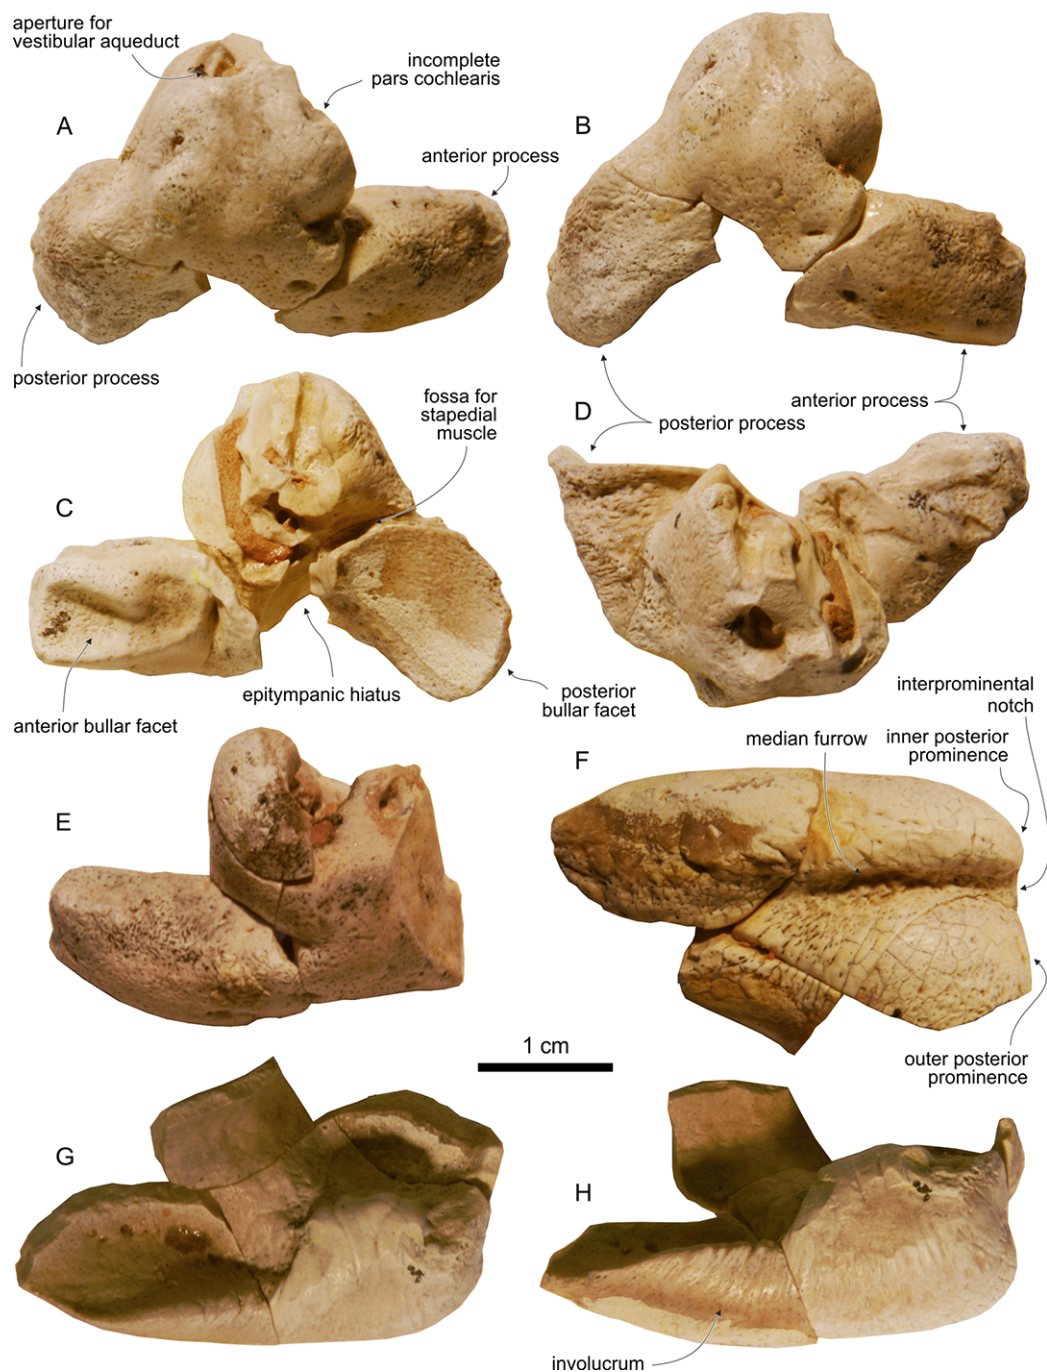 aperture for
vestibular aqueduct
incomplete
pars cochlearis
A
B
anterior process
posterior process
fossa for
stapedial
muscle
anterior process
D
posterior process
C
epitympanic hiatus
posterior
bullar facet
anterior bullar facet
interprominental
notch
median furrow
F
inner posterior
prominence
E
1 cm
outer posterior
prominence
G
H
involucrum